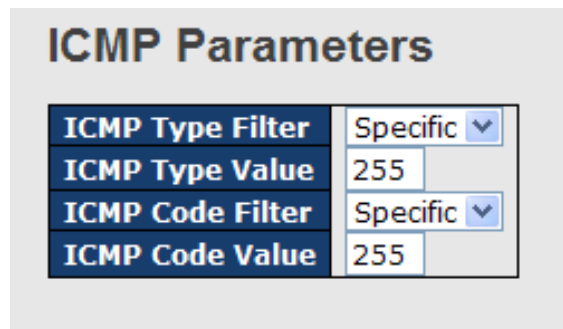 ICMP Parameters
ICMP Type Filter Specific
ICMP Type Value 255
ICMP Code Filter Specific
ICMP Code Value 255